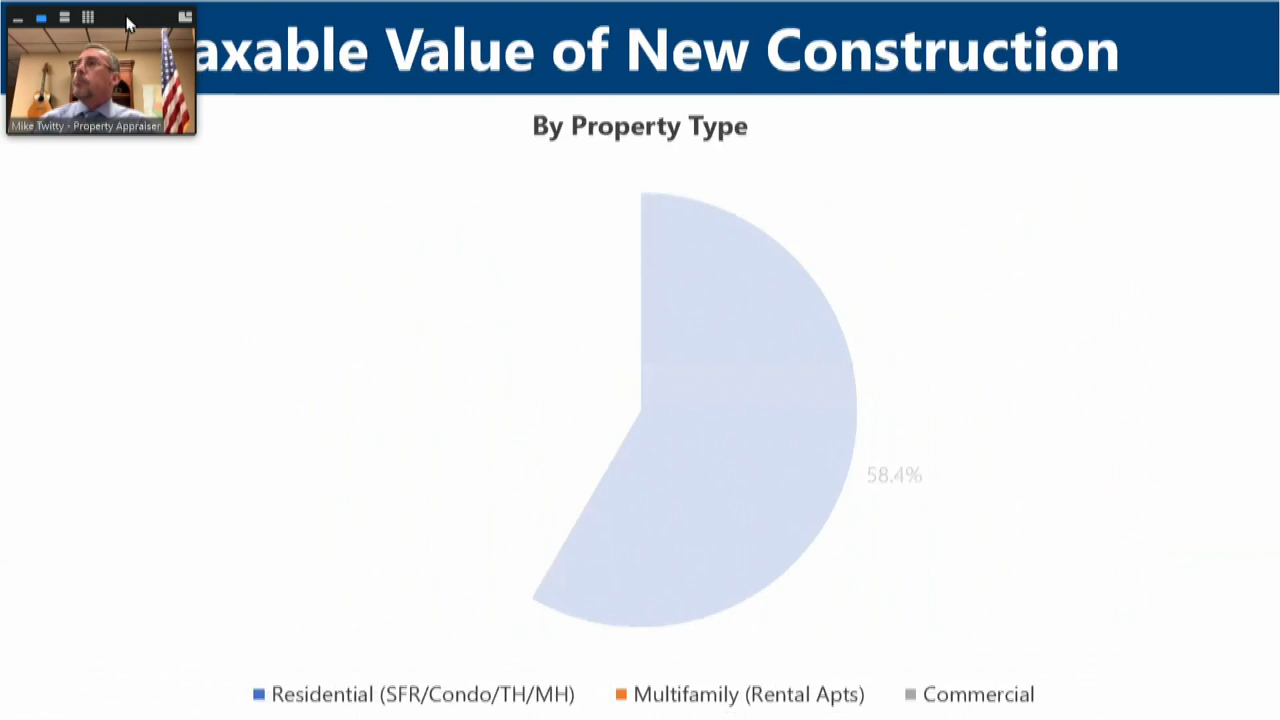 axable Value of New Construction
Mike Twitty - Property Appraiser
By Property Type
58.4%
Residential (SFR/Condo/TH/MH)
Multifamily (Rental Apts)
Commercial